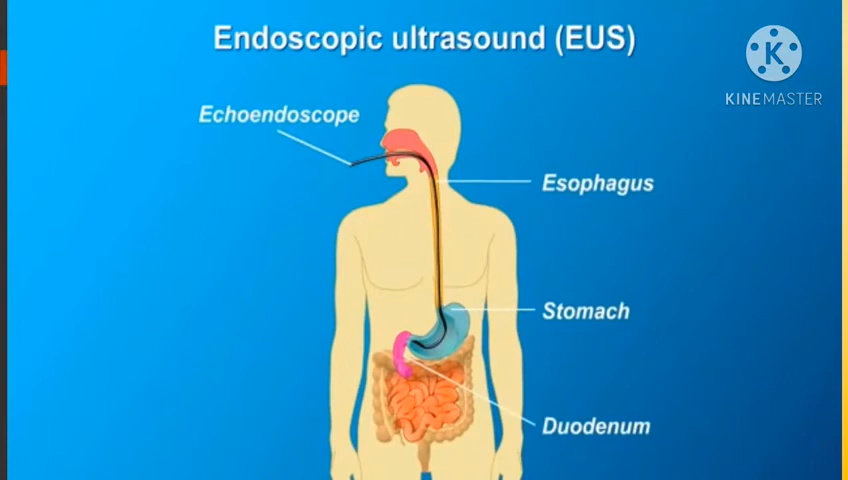 Endoscopic ultrasound (EUS)
K
KINEMASTER
Echoendoscope
Esophagus
Stomach
Duodenum